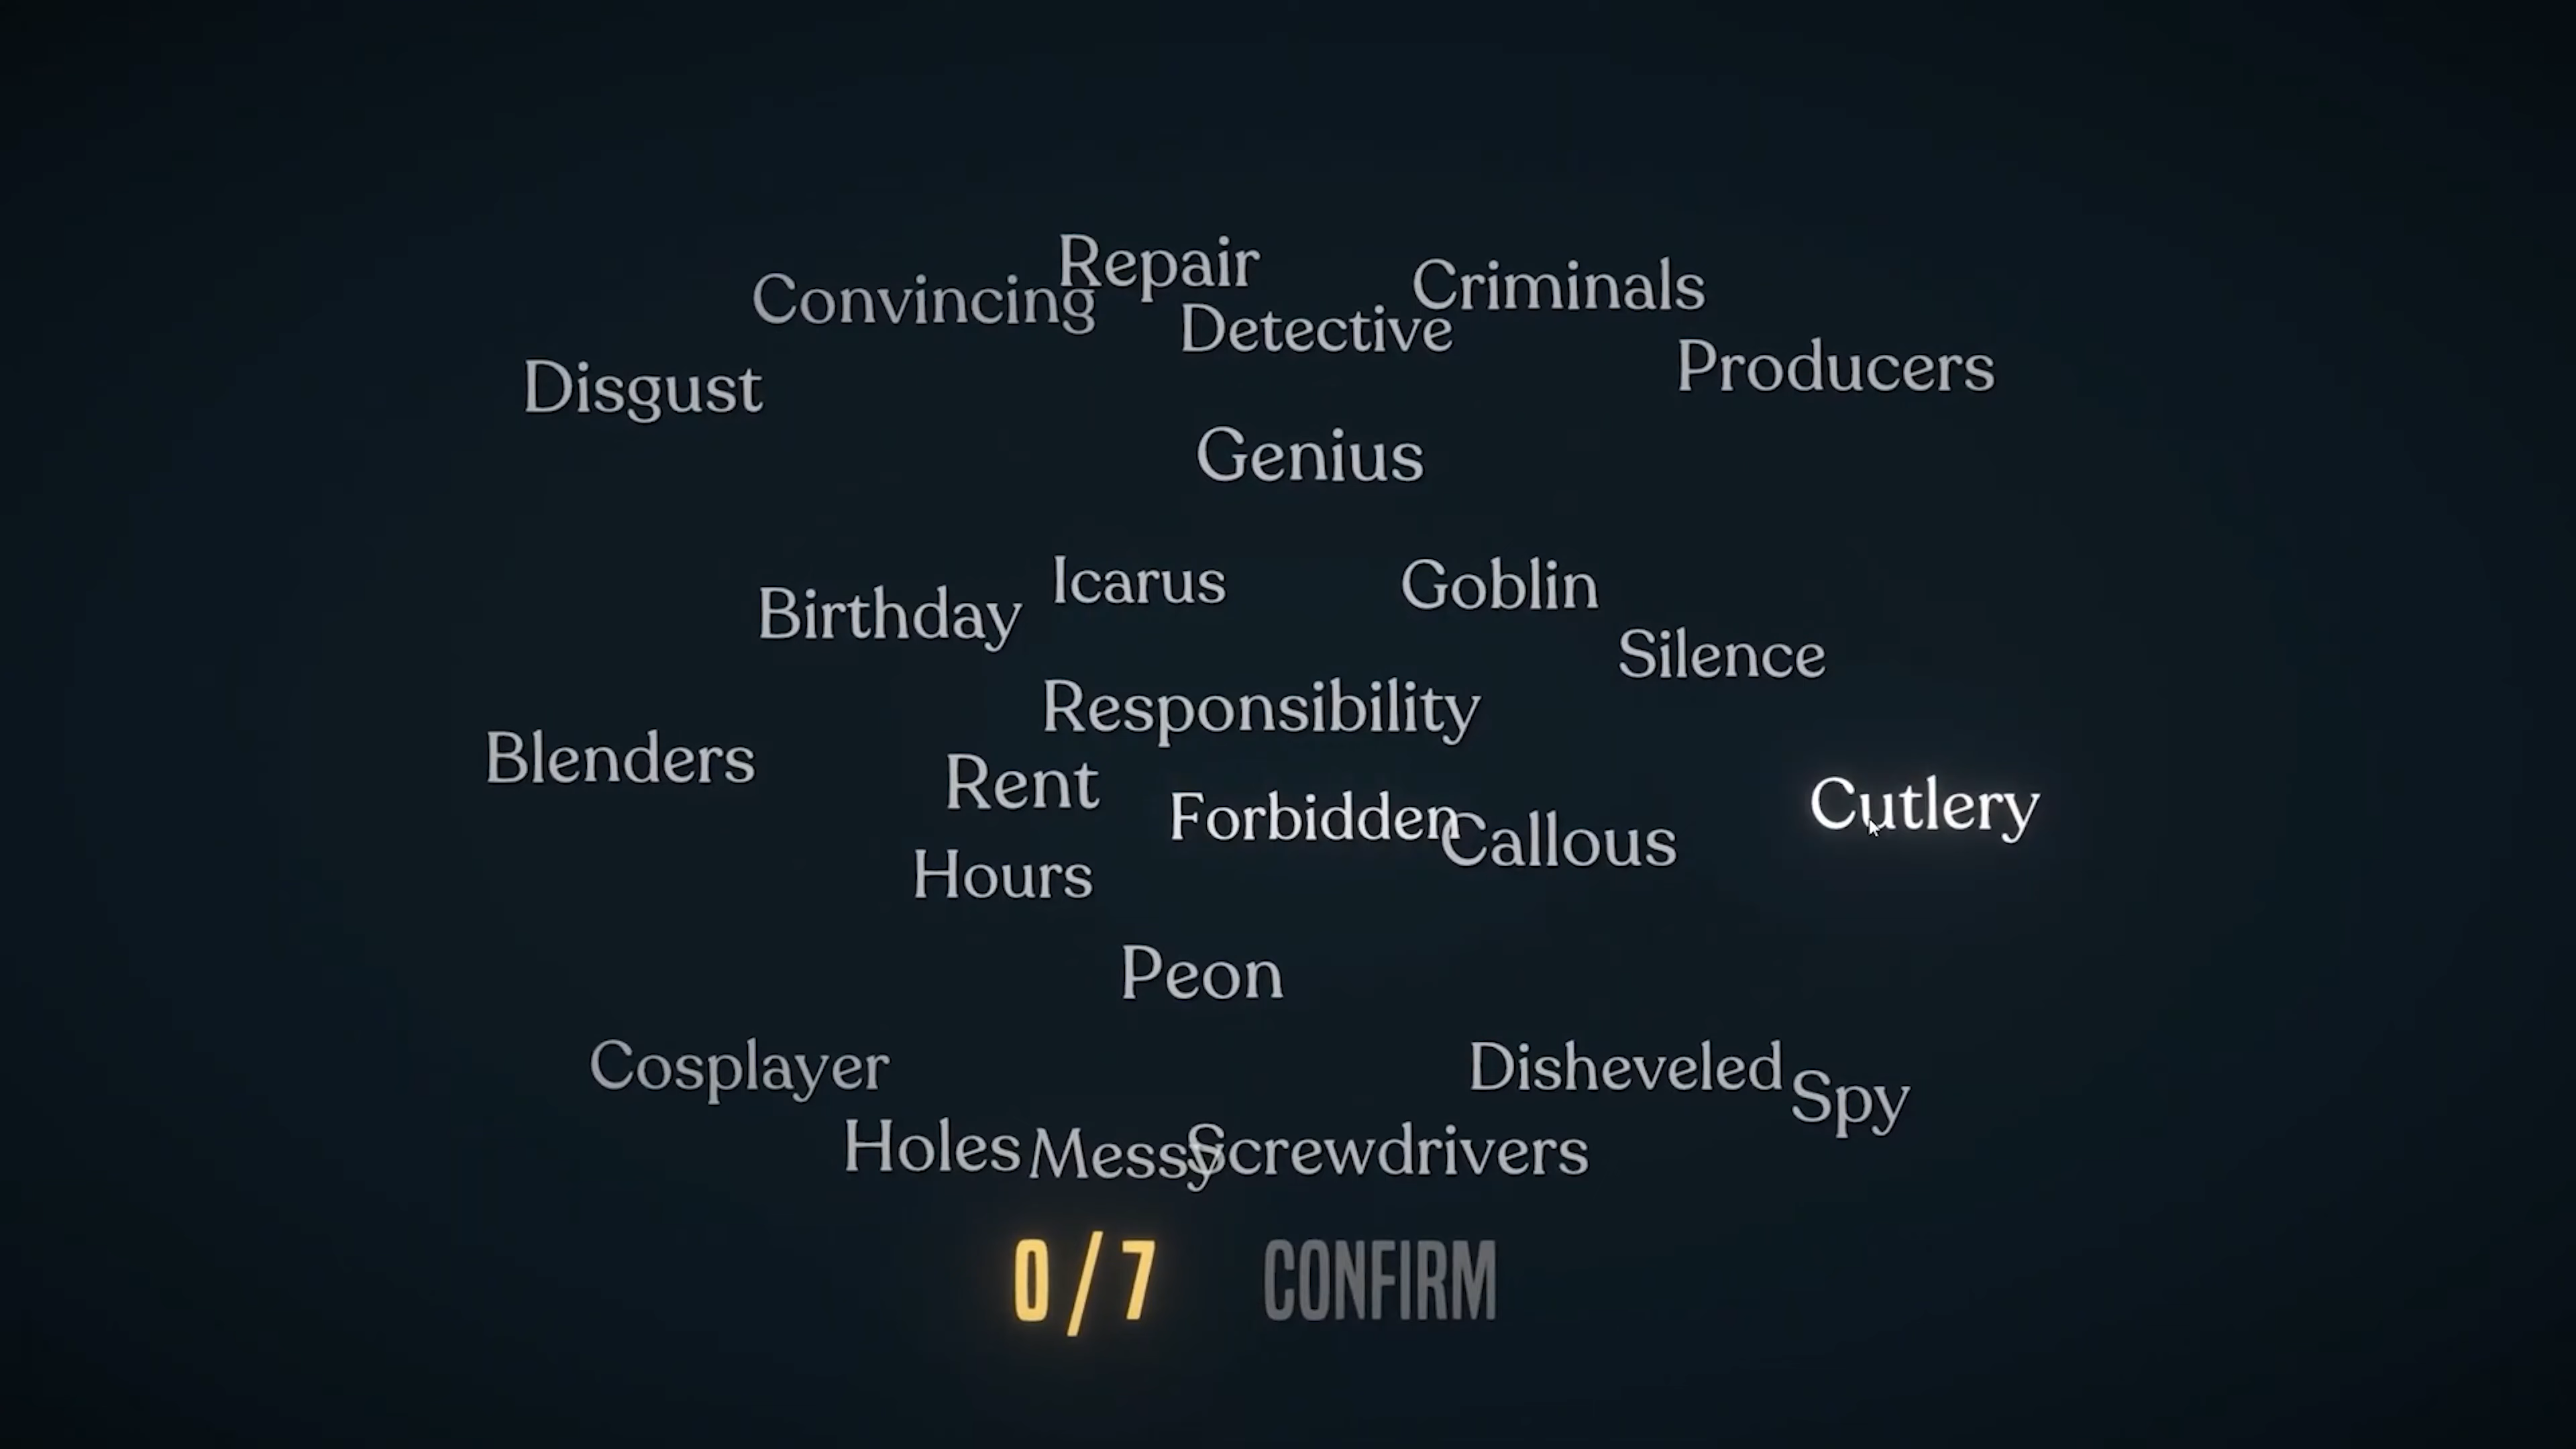 Repair
Convincing
Criminals
Detective
Producers
Disgust
Genius
Icarus
Goblin
Birthday
Silence
Responsibility
Blenders
Rent
Cutlery
Forbidden
Callous
Hours
Peon
Cosplayer
Disheveled
Spy
Holes
Messy
Screwdrivers
0/7
CONFIRM